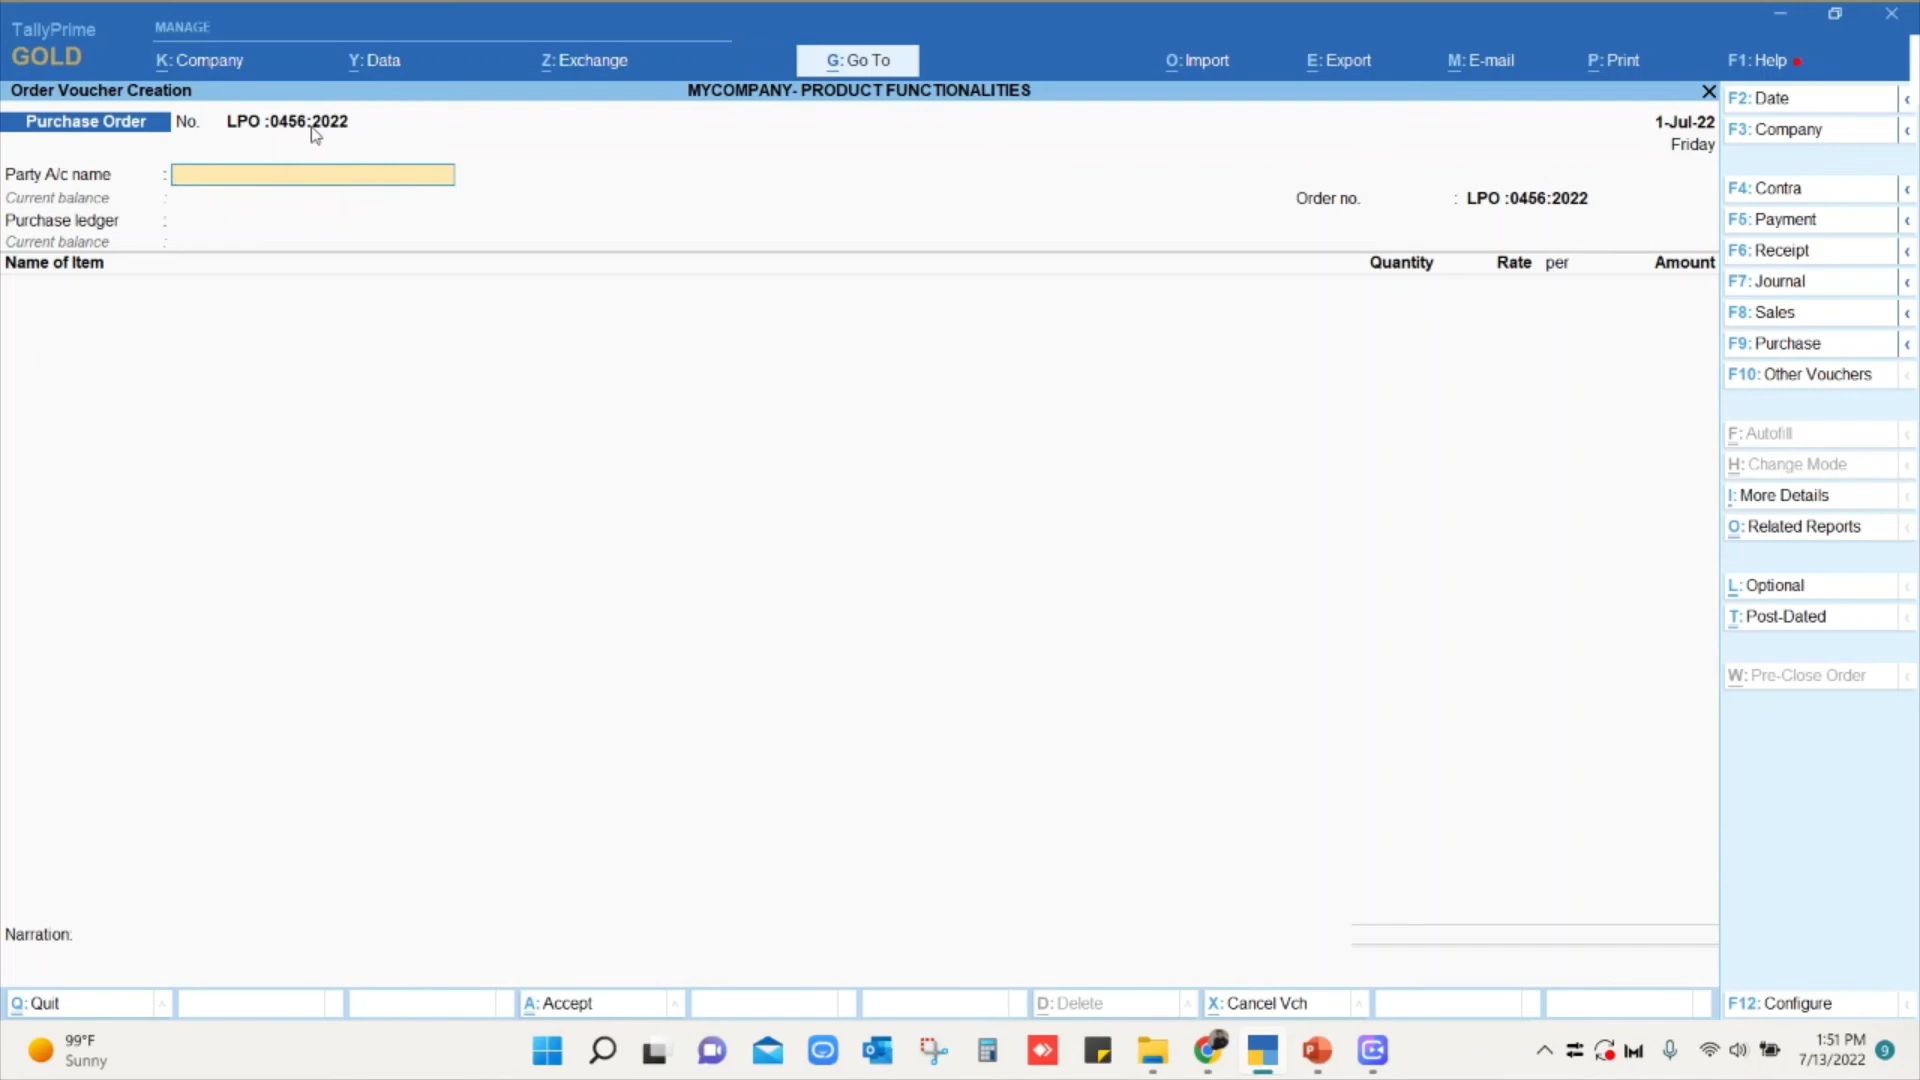 TallyPrime
GOLD
MANAGE
K: Company
Y: Data
Z: Exchange
G: Go To
O: Import
E: Export
M: E-mail
P: Print
F1: Help
Order Voucher Creation
MYCOMPANY- PRODUCT FUNCTIONALITIES
Purchase Order
No.
LPO :0456:2022
1-Jul-22
Friday
Party A/c name :
Current balance :
Order no. : LPO :0456:2022
Purchase ledger :
Current balance :
Name of Item
Quantity
Rate per
Amount
F2: Date
F3: Company
F4: Contra
F5: Payment
F6: Receipt
F7: Journal
F8: Sales
F9: Purchase
F10: Other Vouchers
F: Autofill
H: Change Mode
I: More Details
O: Related Reports
L: Optional
T: Post-Dated
W: Pre-Close Order
Narration:
Q: Quit
A: Accept
D: Delete
X: Cancel Vch
F12: Configure
99°F
Sunny
1:51 PM
7/13/2022
9